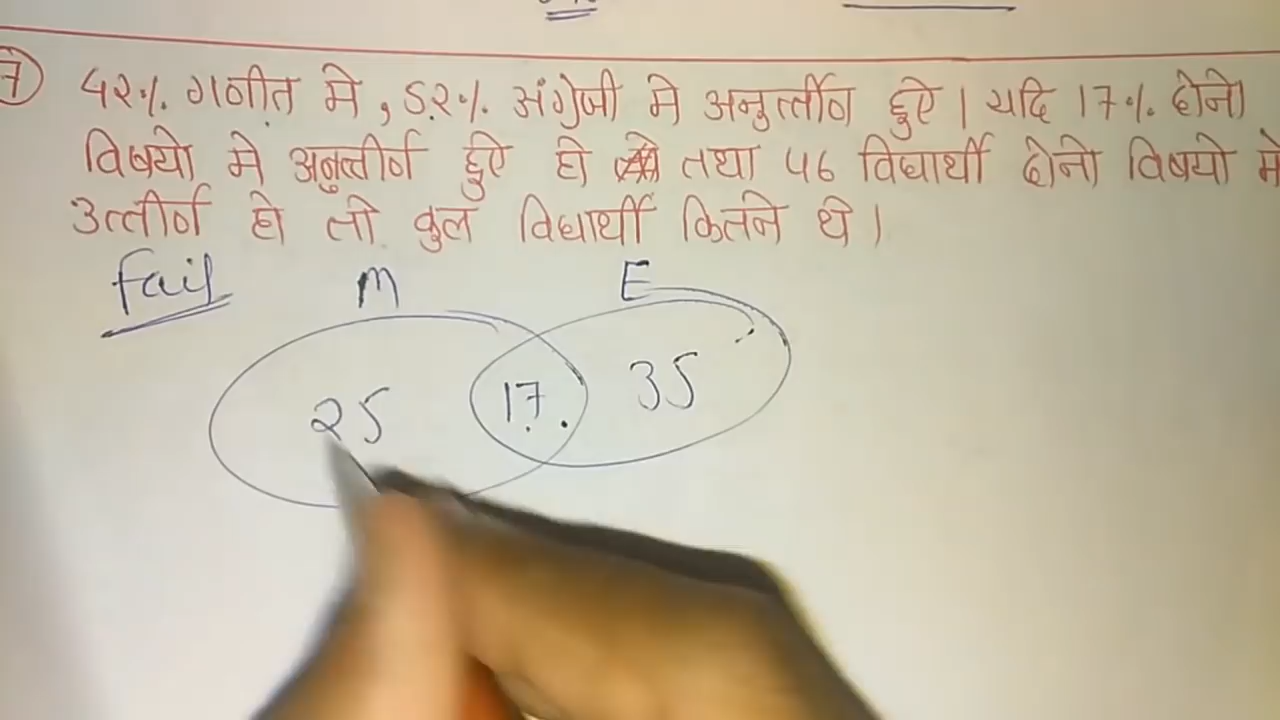 7 42% गणीत मे , 52% अंग्रेजी मे अनुर्त्तीण हुऐ । यदि 17% दोनो
विषयो मे अनुत्तीर्ण हुऐ हो तथा 46 विद्यार्थी दोनो विषयो मे
उत्तीर्ण हो तो कुल विद्यार्थी कितने थे ।
Fail M E
25 17 35